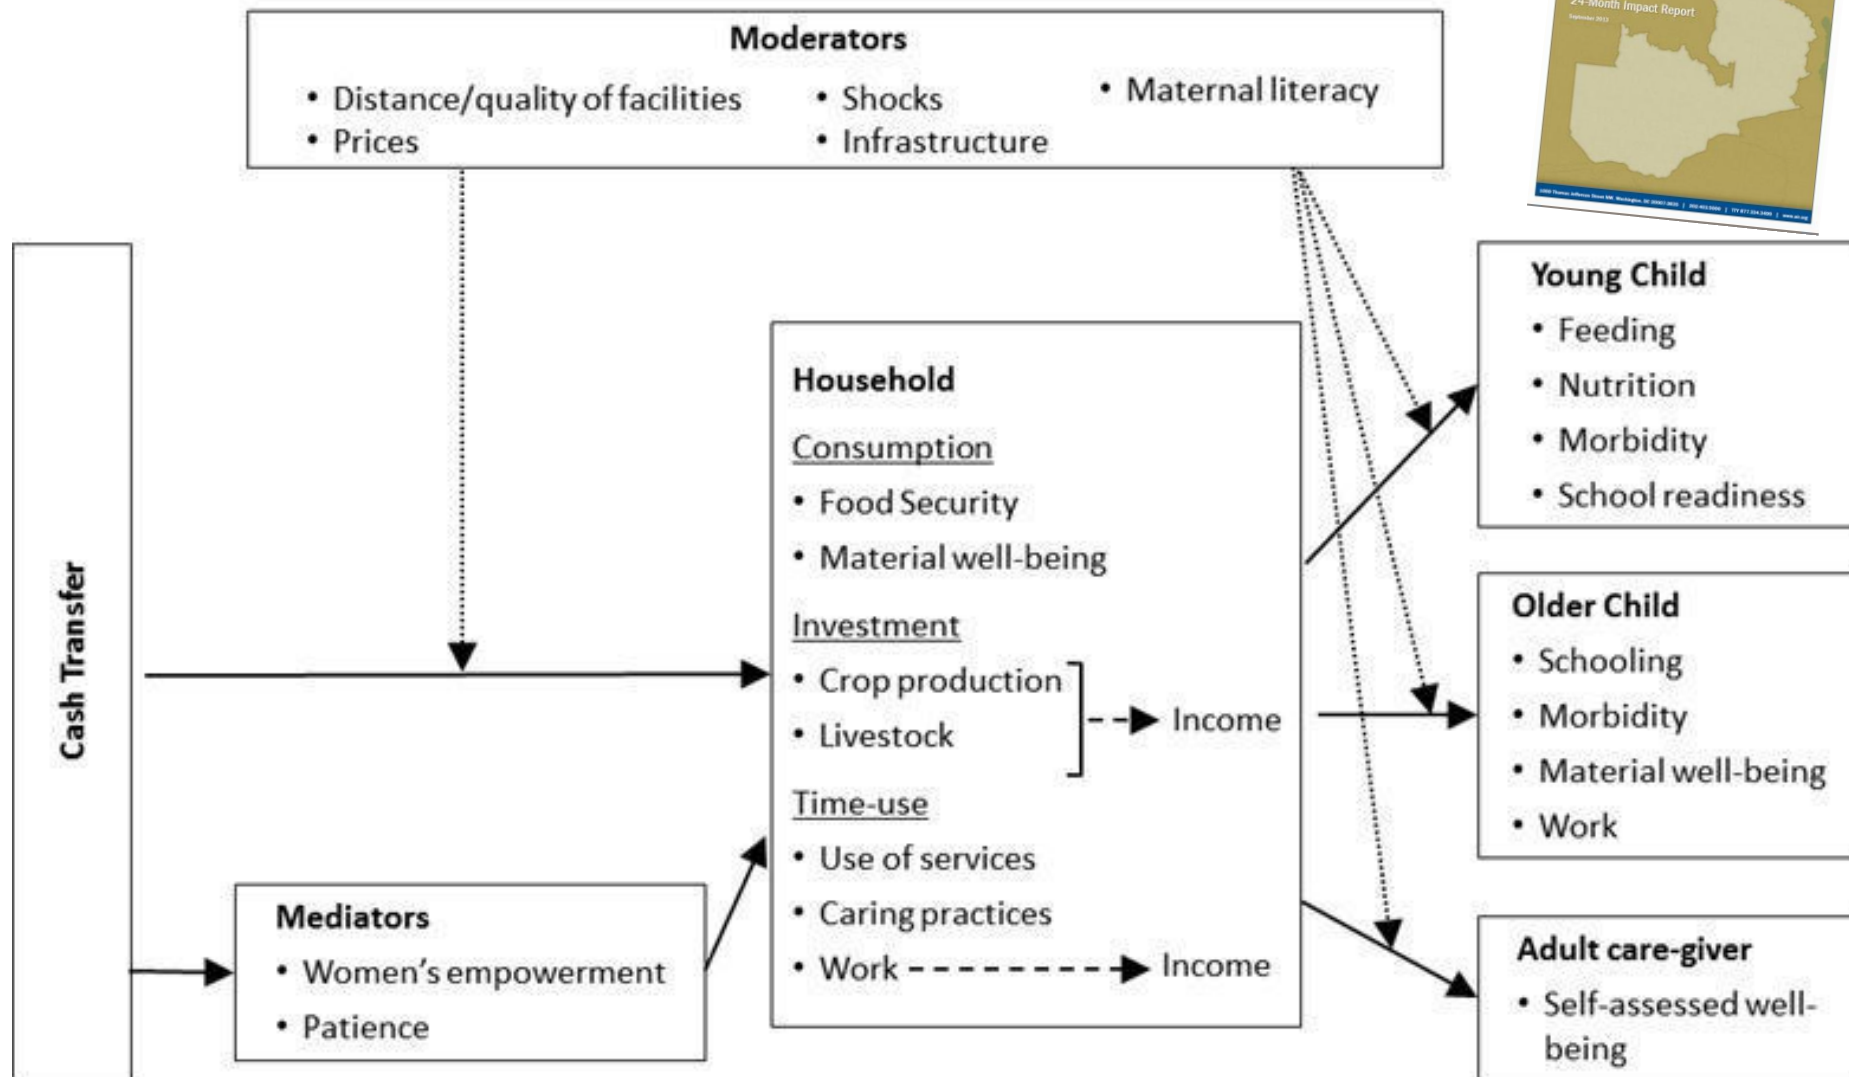 Moderators
• Distance/quality of facilities
• Prices
• Shocks
• Infrastructure
• Maternal literacy
24-Month Impact Report
September 2013
Cash Transfer
Mediators
• Women's empowerment
• Patience
Household
Consumption
• Food Security
• Material well-being
Investment
• Crop production
• Livestock
Income
Time-use
• Use of services
• Caring practices
• Work
Income
Young Child
• Feeding
• Nutrition
• Morbidity
• School readiness
Older Child
• Schooling
• Morbidity
• Material well-being
• Work
Adult care-giver
• Self-assessed well-
being